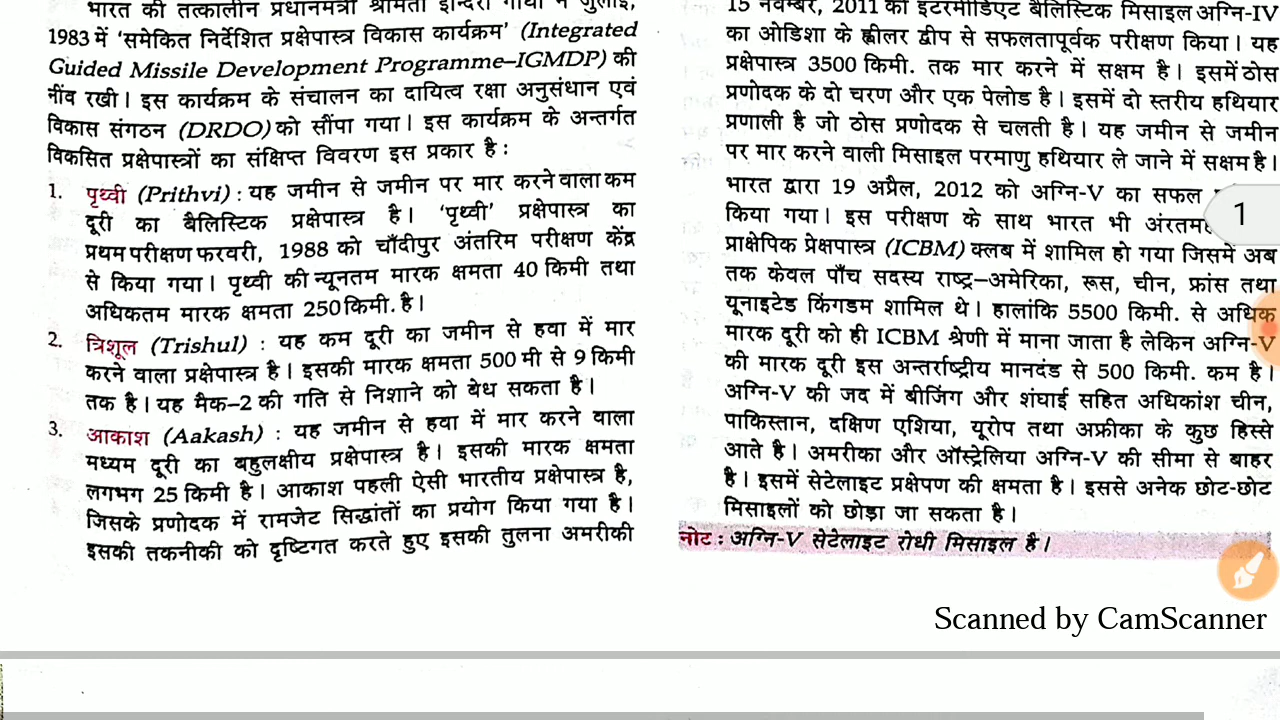 भारत की तत्कालीन प्रधानमंत्री श्रीमती इन्दिरा गांधी ने जुलाई,
1983 में ‘समेकित निर्देशित प्रक्षेपास्त्र विकास कार्यक्रम’ (Integrated
Guided Missile Development Programme–IGMDP) की
नींव रखी। इस कार्यक्रम के संचालन का दायित्व रक्षा अनुसंधान एवं
विकास संगठन (DRDO) को सौंपा गया। इस कार्यक्रम के अन्तर्गत
विकसित प्रक्षेपास्त्रों का संक्षिप्त विवरण इस प्रकार है :
1. पृथ्वी (Prithvi) : यह जमीन से जमीन पर मार करने वाला कम
दूरी का बैलिस्टिक प्रक्षेपास्त्र है। ‘पृथ्वी’ प्रक्षेपास्त्र का
प्रथम परीक्षण फरवरी, 1988 को चाँदीपुर अंतरिम परीक्षण केंद्र
से किया गया। पृथ्वी की न्यूनतम मारक क्षमता 40 किमी तथा
अधिकतम मारक क्षमता 250 किमी. है।
2. त्रिशूल (Trishul) : यह कम दूरी का जमीन से हवा में मार
करने वाला प्रक्षेपास्त्र है। इसकी मारक क्षमता 500 मी से 9 किमी
तक है। यह मैक–2 की गति से निशाने को बेध सकता है।
3. आकाश (Aakash) : यह जमीन से हवा में मार करने वाला
मध्यम दूरी का बहुलक्षीय प्रक्षेपास्त्र है। इसकी मारक क्षमता
लगभग 25 किमी है। आकाश पहली ऐसी भारतीय प्रक्षेपास्त्र है,
जिसके प्रणोदक में रामजेट सिद्धांतों का प्रयोग किया गया है।
इसकी तकनीकी को दृष्टिगत करते हुए इसकी तुलना अमरीकी
15 नवम्बर, 2011 को इंटरमीडिएट बैलिस्टिक मिसाइल अग्नि-IV
का ओडिशा के ह्वीलर द्वीप से सफलतापूर्वक परीक्षण किया। यह
प्रक्षेपास्त्र 3500 किमी. तक मार करने में सक्षम है। इसमें ठोस
प्रणोदक के दो चरण और एक पेलोड है। इसमें दो स्तरीय हथियार
प्रणाली है जो ठोस प्रणोदक से चलती है। यह जमीन से जमीन
पर मार करने वाली मिसाइल परमाणु हथियार ले जाने में सक्षम है।
भारत द्वारा 19 अप्रैल, 2012 को अग्नि-V का सफल
किया गया। इस परीक्षण के साथ भारत भी
प्राक्षेपिक प्रेक्षपास्त्र (ICBM) क्लब में शामिल हो गया जिसमें अब
तक केवल पाँच सदस्य राष्ट्र–अमेरिका, रूस, चीन, फ्रांस तथा
यूनाइटेड किंगडम शामिल थे। हालांकि 5500 किमी. से अधिक
मारक दूरी को ही ICBM श्रेणी में माना जाता है लेकिन अग्नि-V
की मारक दूरी इस अन्तर्राष्ट्रीय मानदंड से 500 किमी. कम है।
अग्नि-V की जद में बीजिंग और शंघाई सहित अधिकांश चीन,
पाकिस्तान, दक्षिण एशिया, यूरोप तथा अफ्रीका के कुछ हिस्से
आते है। अमरीका और ऑस्ट्रेलिया अग्नि-V की सीमा से बाहर
है। इसमें सेटेलाइट प्रक्षेपण की क्षमता है। इससे अनेक छोट-छोट
मिसाइलों को छोड़ा जा सकता है।
नोट : अग्नि-V सेटेलाइट रोधी मिसाइल है।
1
Scanned by CamScanner